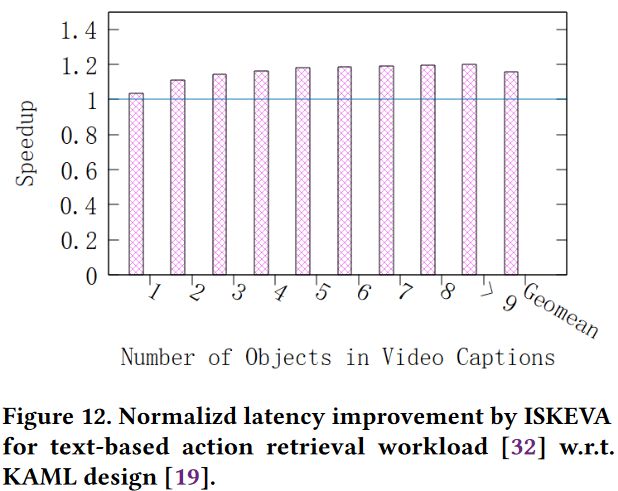 1.4
1.2
1
0.8
0.6
0.4
0.2
0
Speedup
1 2 3 4 5 6 7 8 > 9 Geomean
Number of Objects in Video Captions
Figure 12. Normalizd latency improvement by ISKEVA
for text-based action retrieval workload [32] w.r.t.
KAML design [19].